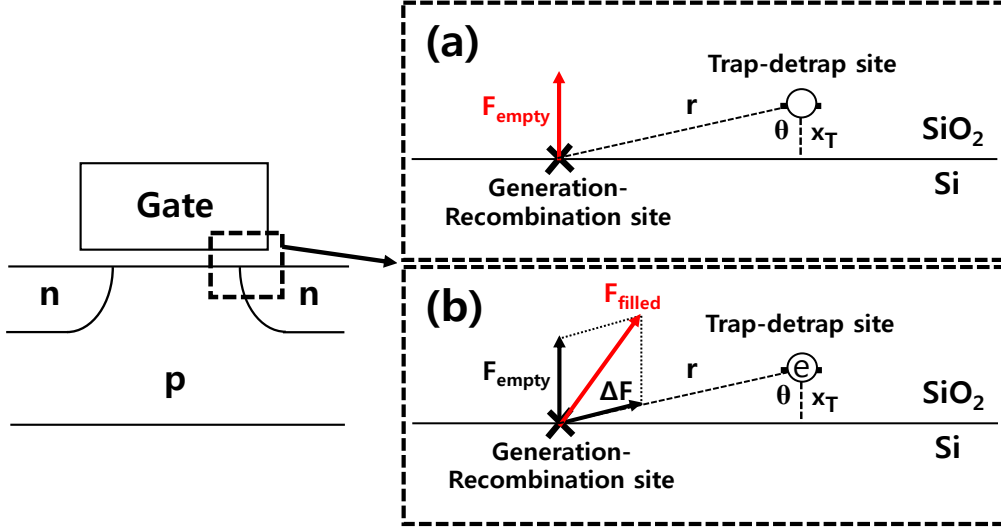 Gate
n
n
p
(a)
Trap-detrap site
F_empty
r
θ
x_T
SiO₂
Si
Generation-
Recombination site
(b)
F_filled
Trap-detrap site
F_empty
ΔF
r
e
θ
x_T
SiO₂
Si
Generation-
Recombination site